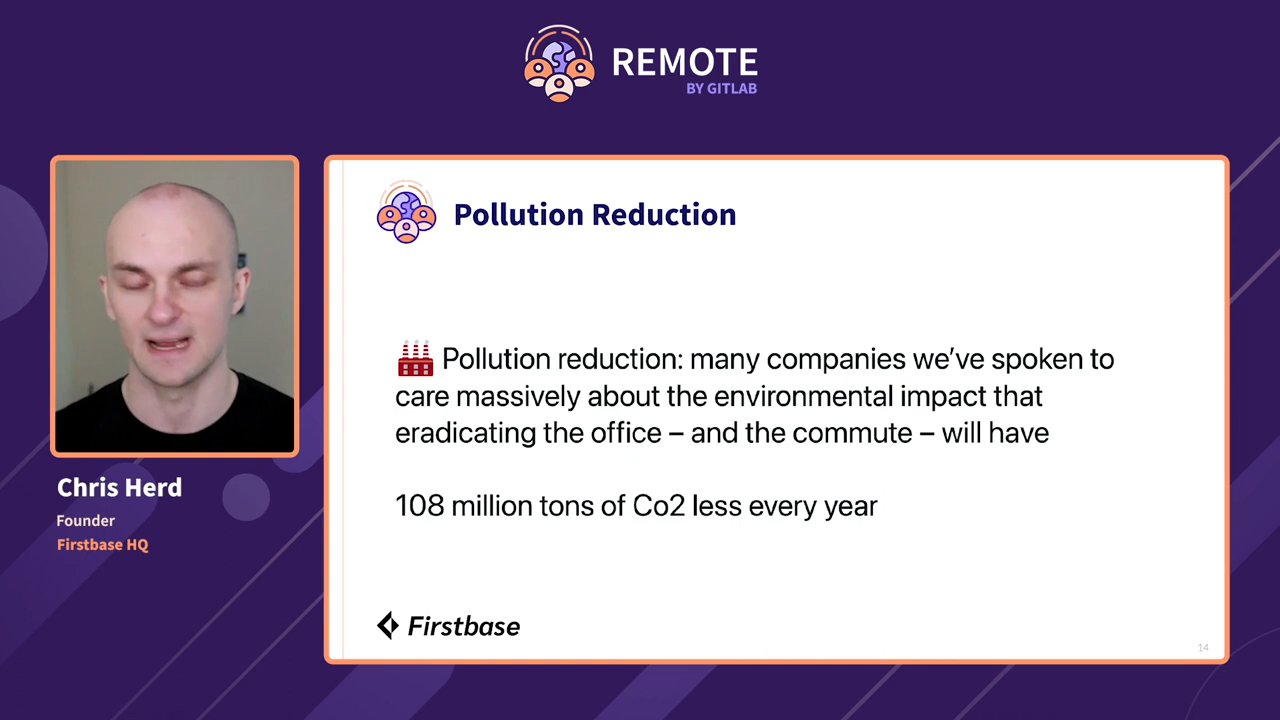 REMOTE
BY GITLAB
Pollution Reduction
Pollution reduction: many companies we’ve spoken to
care massively about the environmental impact that
eradicating the office – and the commute – will have
108 million tons of Co2 less every year
Chris Herd
Founder
Firstbase HQ
Firstbase
14